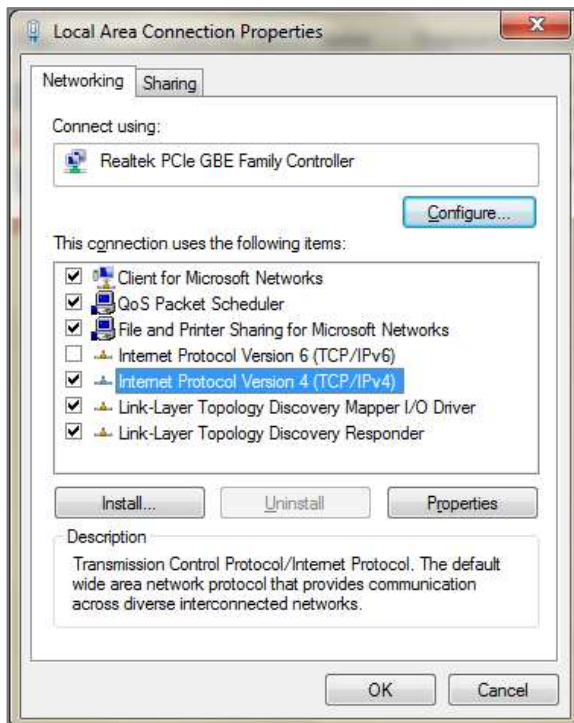 Local Area Connection Properties
Networking
Sharing
Connect using:
Realtek PCIe GBE Family Controller
Configure...
This connection uses the following items:
Client for Microsoft Networks
QoS Packet Scheduler
File and Printer Sharing for Microsoft Networks
Internet Protocol Version 6 (TCP/IPv6)
Internet Protocol Version 4 (TCP/IPv4)
Link-Layer Topology Discovery Mapper I/O Driver
Link-Layer Topology Discovery Responder
Install...
Uninstall
Properties
Description
Transmission Control Protocol/Internet Protocol. The default
wide area network protocol that provides communication
across diverse interconnected networks.
OK
Cancel